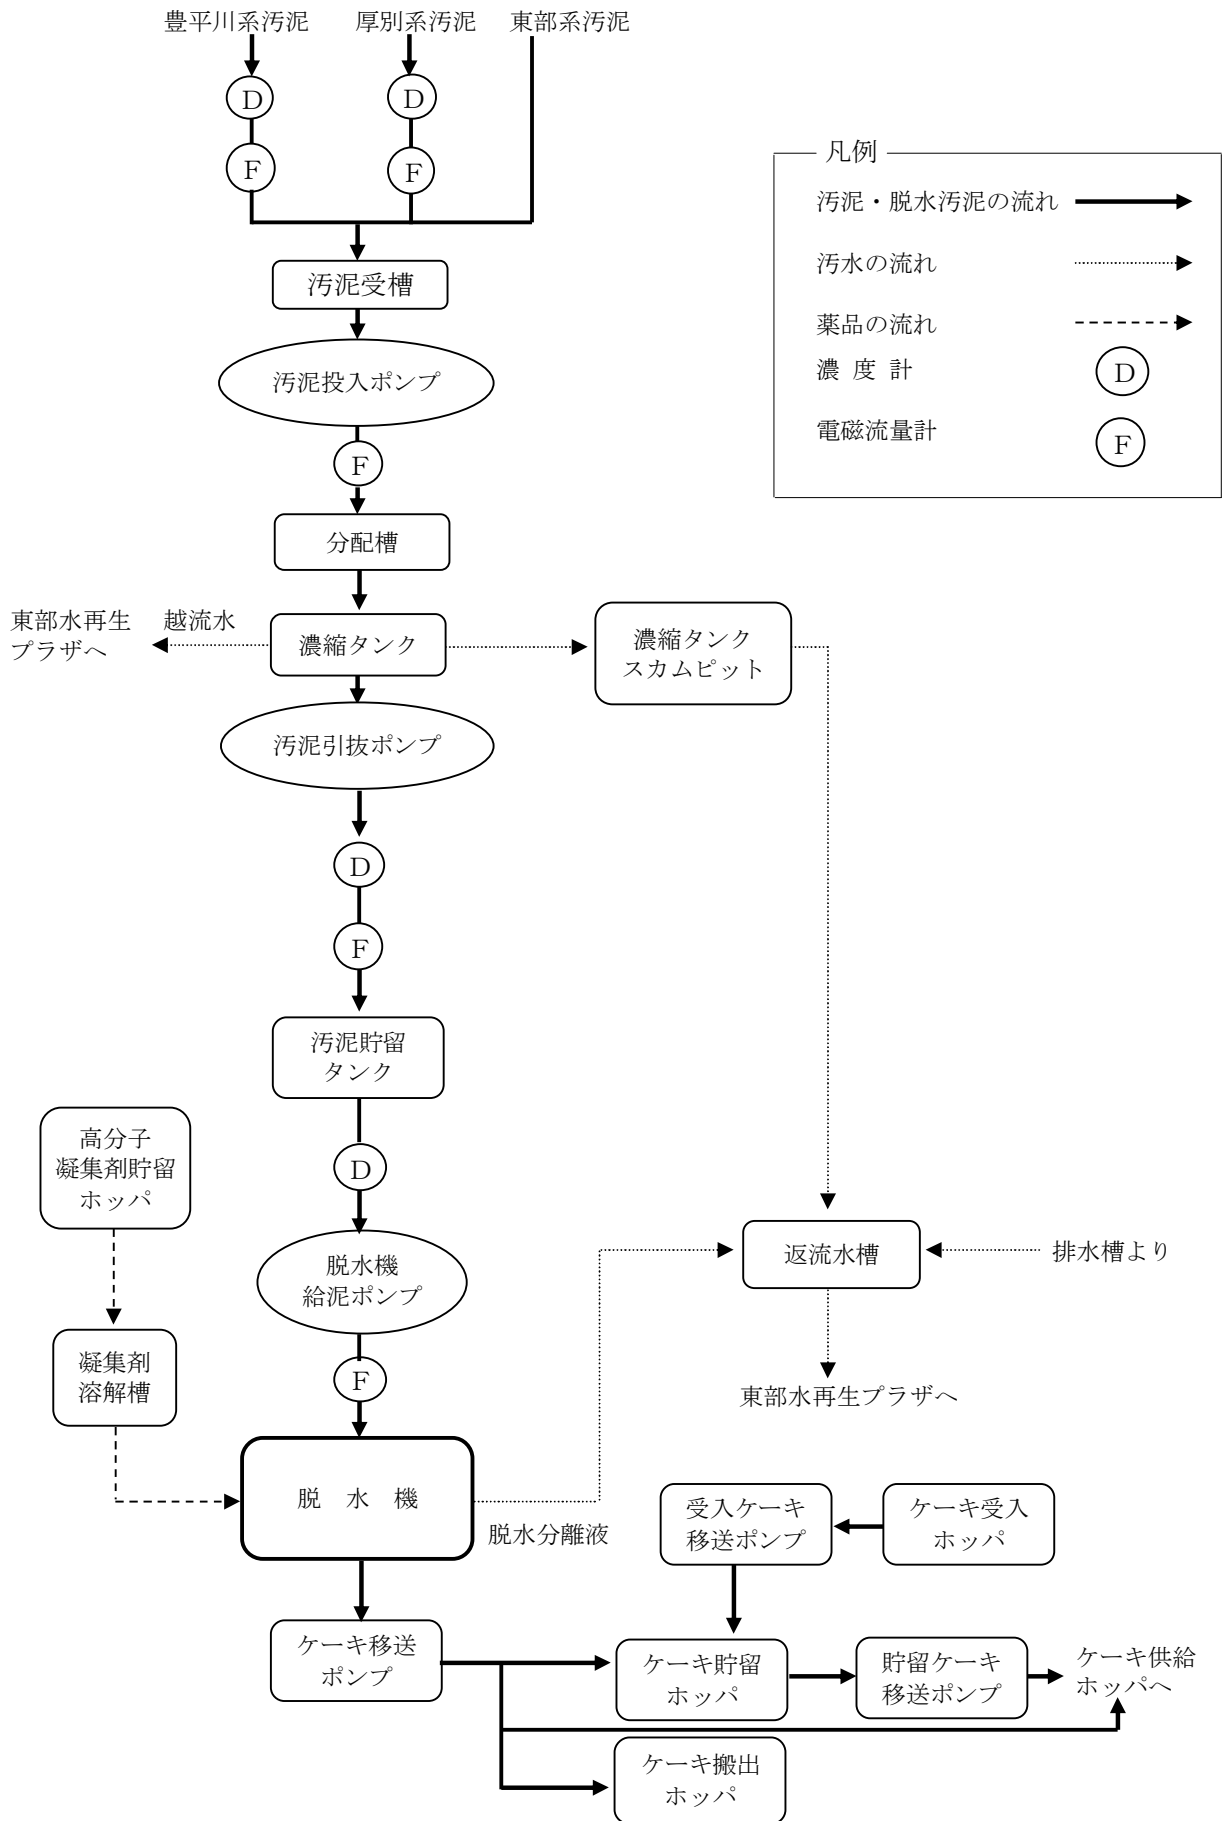 豊平川系汚泥 厚別系汚泥 東部系汚泥
D D
F F
凡例
汚泥・脱水汚泥の流れ
汚水の流れ
薬品の流れ
濃 度 計 D
電磁流量計 F
汚泥受槽
汚泥投入ポンプ
F
分配槽
東部水再生
プラザへ
越流水
濃縮タンク
濃縮タンク
スカムピット
汚泥引抜ポンプ
D
F
汚泥貯留
タンク
高分子
凝集剤貯留
ホッパ
D
脱水機
給泥ポンプ
返流水槽
排水槽より
凝集剤
溶解槽
F
東部水再生プラザへ
脱 水 機
脱水分離液
受入ケーキ
移送ポンプ
ケーキ受入
ホッパ
ケーキ移送
ポンプ
ケーキ貯留
ホッパ
貯留ケーキ
移送ポンプ
ケーキ供給
ホッパへ
ケーキ搬出
ホッパ